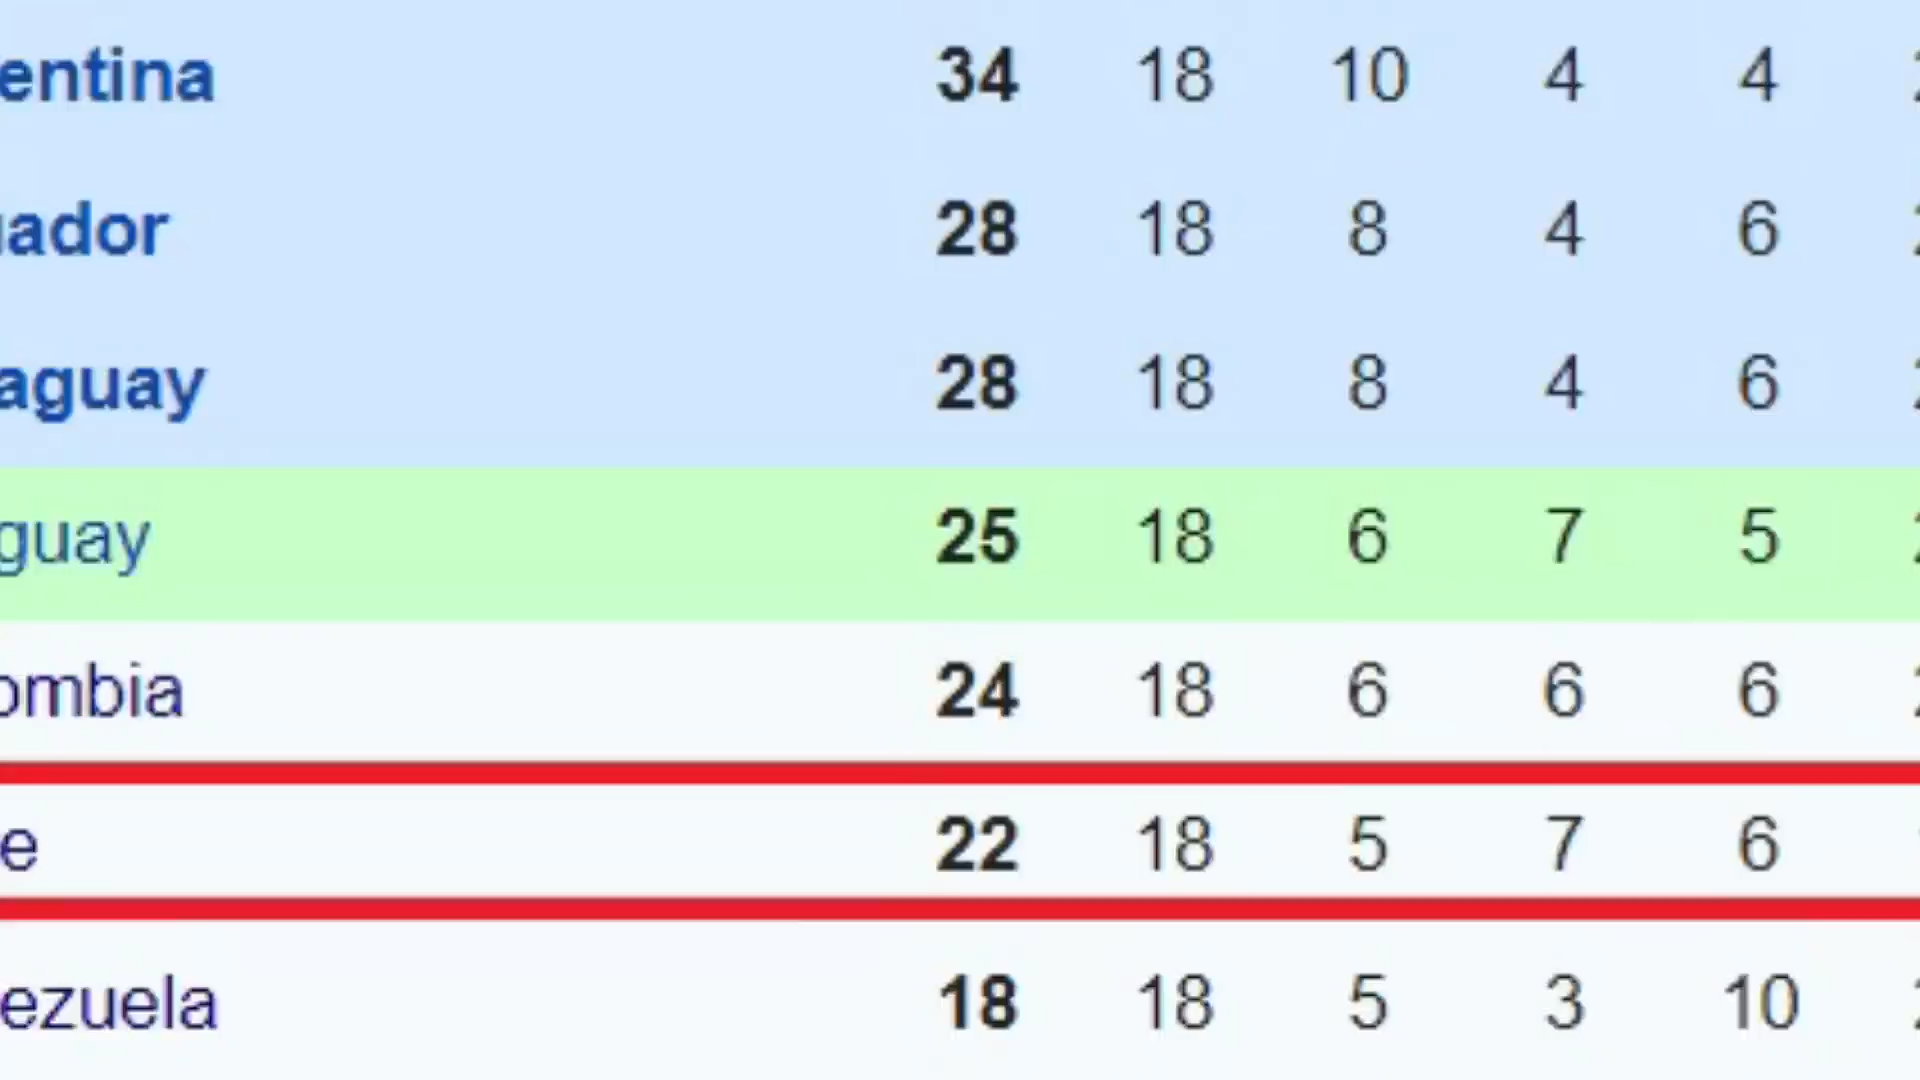 entina 34 18 10 4 4
ador 28 18 8 4 6
aguay 28 18 8 4 6
guay 25 18 6 7 5
ombia 24 18 6 6 6
e 22 18 5 7 6
ezuela 18 18 5 3 10